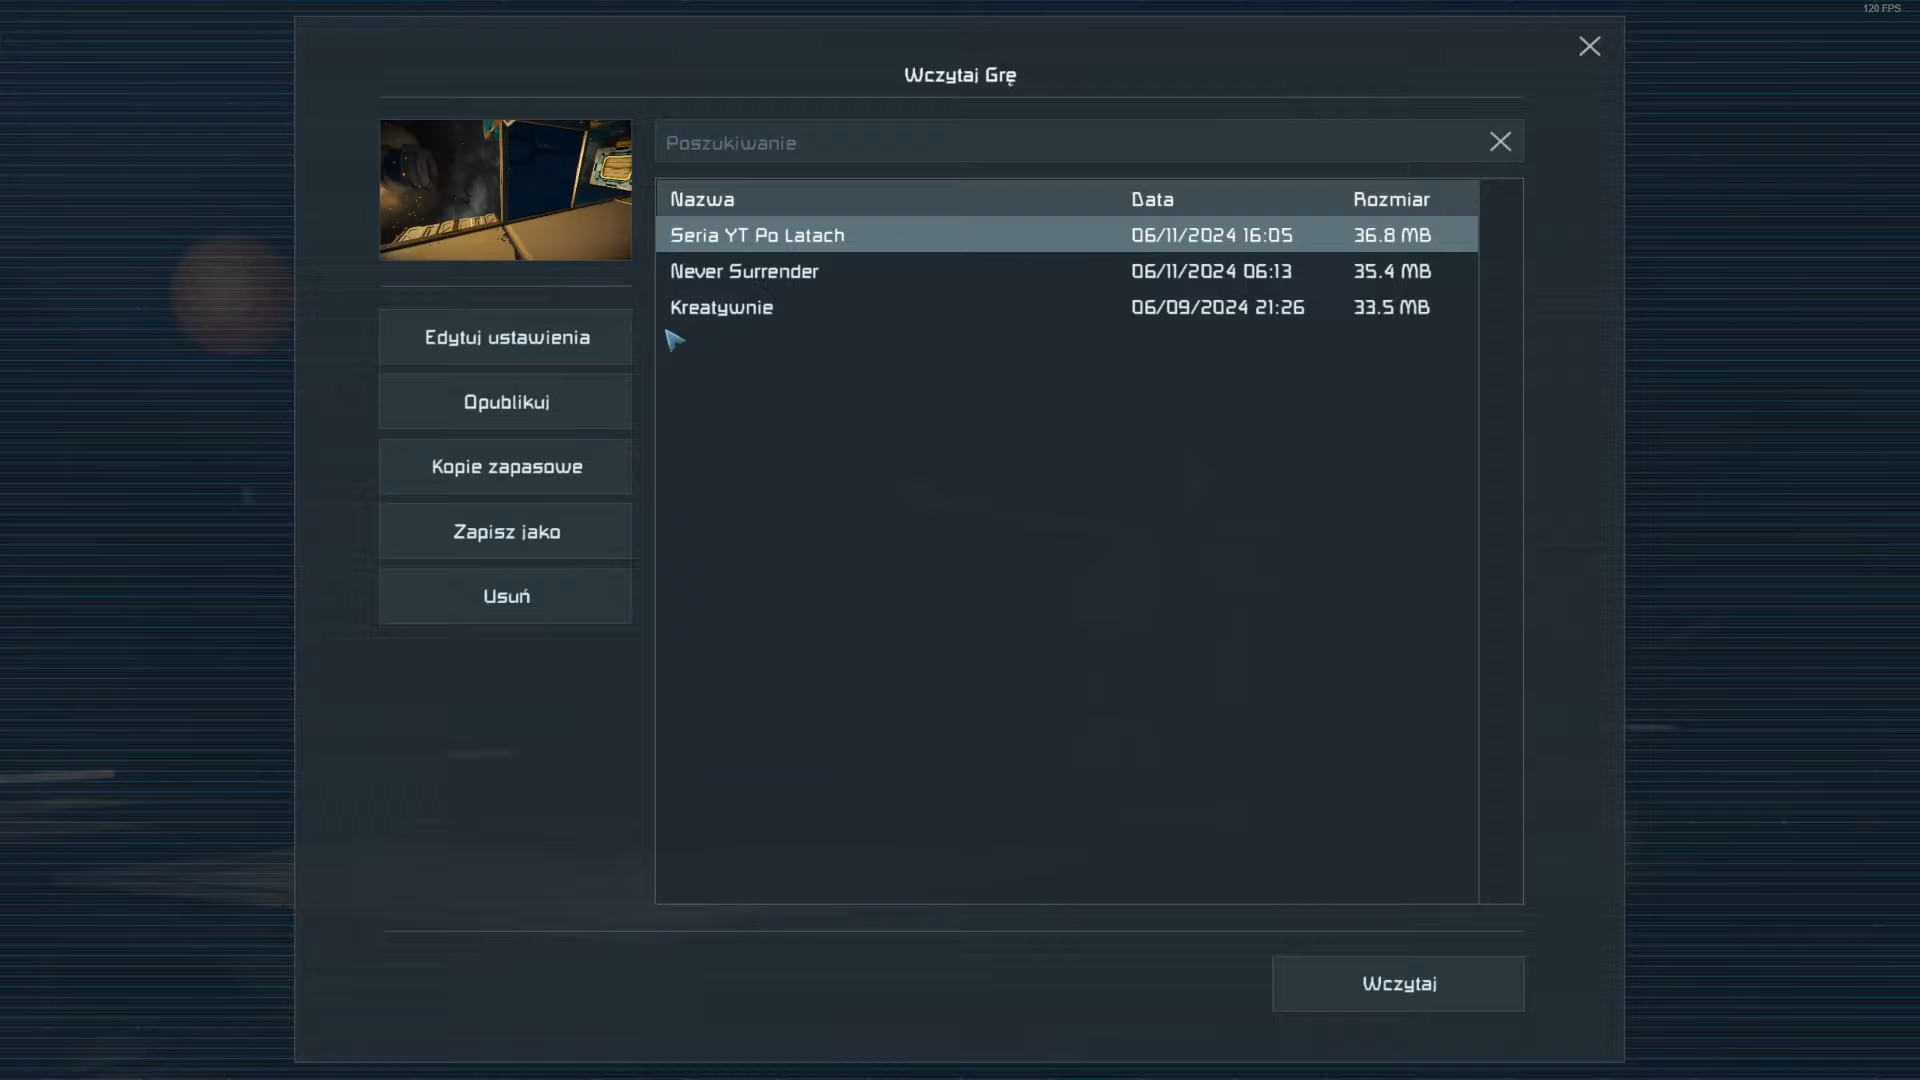 120 FPS
Wczytaj Grę
Poszukiwanie
Nazwa Data Rozmiar
Seria YT Po Latach 06/11/2024 16:05 36.8 MB
Never Surrender 06/11/2024 06:13 35.4 MB
Kreatywnie 06/09/2024 21:26 33.5 MB
Edytuj ustawienia
Opublikuj
Kopie zapasowe
Zapisz jako
Usuń
Wczytaj